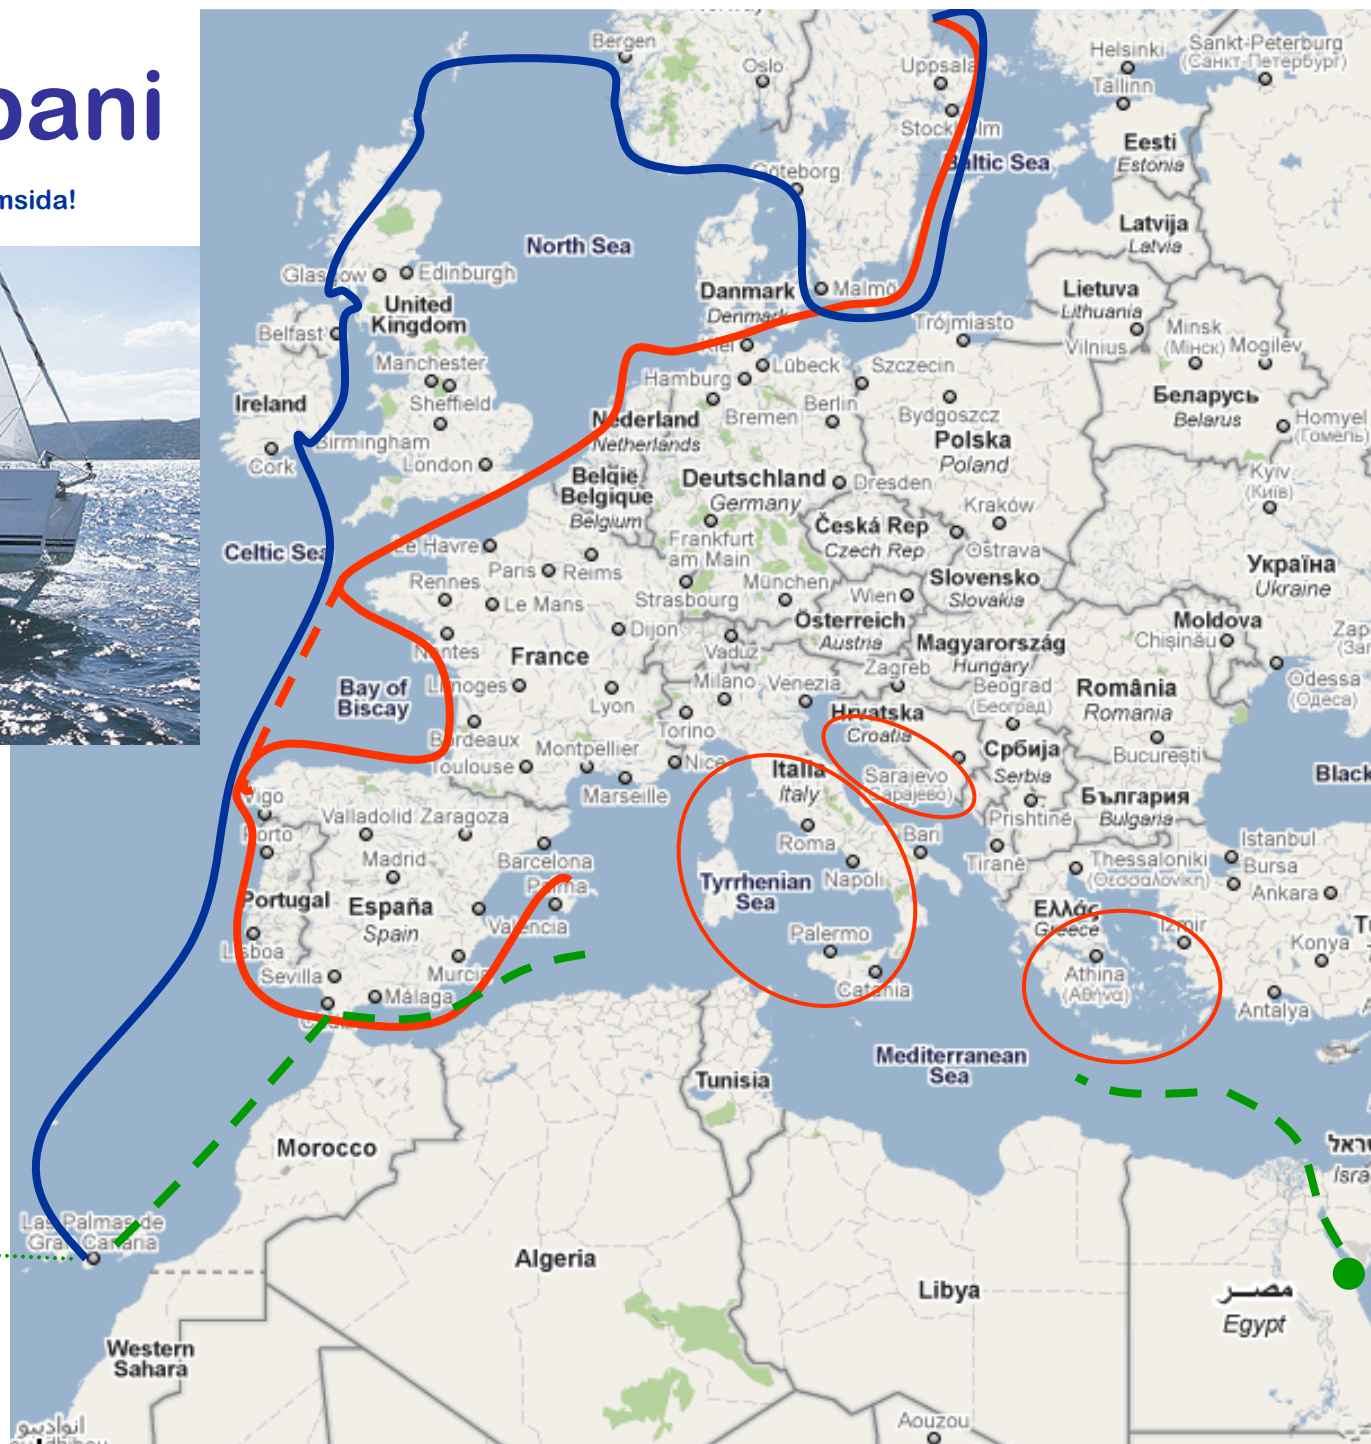 pani
msida!
Norway
Bergen
Oslo
Helsinki
Sankt-Peterburg
(Санкт-Петербург)
Tallinn
Uppsala
Stockholm
Eesti
Estonia
Baltic Sea
Göteborg
Latvija
Latvia
North Sea
Glasgow
Edinburgh
United
Kingdom
Danmark
Denmark
Malmö
Lietuva
Lithuania
Trójmiasto
Vilnius
Minsk
(Мінск)
Mogilev
Belfast
Manchester
Sheffield
Kiel
Lübeck
Szczecin
Hamburg
Ireland
Nederland
Netherlands
Bremen
Berlin
Bydgoszcz
Беларусь
Belarus
Homyel
(Гомель)
Birmingham
Cork
London
Polska
Poland
België
Belgique
Belgium
Deutschland
Germany
Dresden
Kyiv
(Київ)
Kraków
Česká Rep
Czech Rep
Ostrava
Celtic Sea
Le Havre
Frankfurt
am Main
Paris
Reims
Україна
Ukraine
Rennes
Le Mans
Strasbourg
München
Wien
Slovensko
Slovakia
Österreich
Austria
Moldova
Chișinău
Dijon
Nantes
Vaduz
Magyarország
Hungary
France
Zagreb
Bay of
Biscay
Limoges
Lyon
Milano
Venezia
Beograd
(Београд)
România
Romania
Odessa
(Одеса)
Torino
Hrvatska
Croatia
Bordeaux
Montpellier
Toulouse
Nice
Marseille
Italia
Italy
Sarajevo
(Сарајево)
Србија
Serbia
București
Black
България
Bulgaria
Vigo
Porto
Valladolid
Zaragoza
Prishtinë
Roma
Bari
Tiranë
Istanbul
Bursa
Madrid
Barcelona
Palma
Thessaloniki
(Θεσσαλονίκη)
Ankara
Tyrrhenian
Sea
Napoli
Portugal
España
Spain
Valencia
Ελλάς
Greece
Izmir
Palermo
Konya
Lisboa
Sevilla
Murcia
Málaga
Catania
Athina
(Αθήνα)
Antalya
Mediterranean
Sea
Tunisia
Morocco
Las Palmas de
Gran Canaria
Algeria
Libya
مصر
Egypt
Western
Sahara
Aouzou